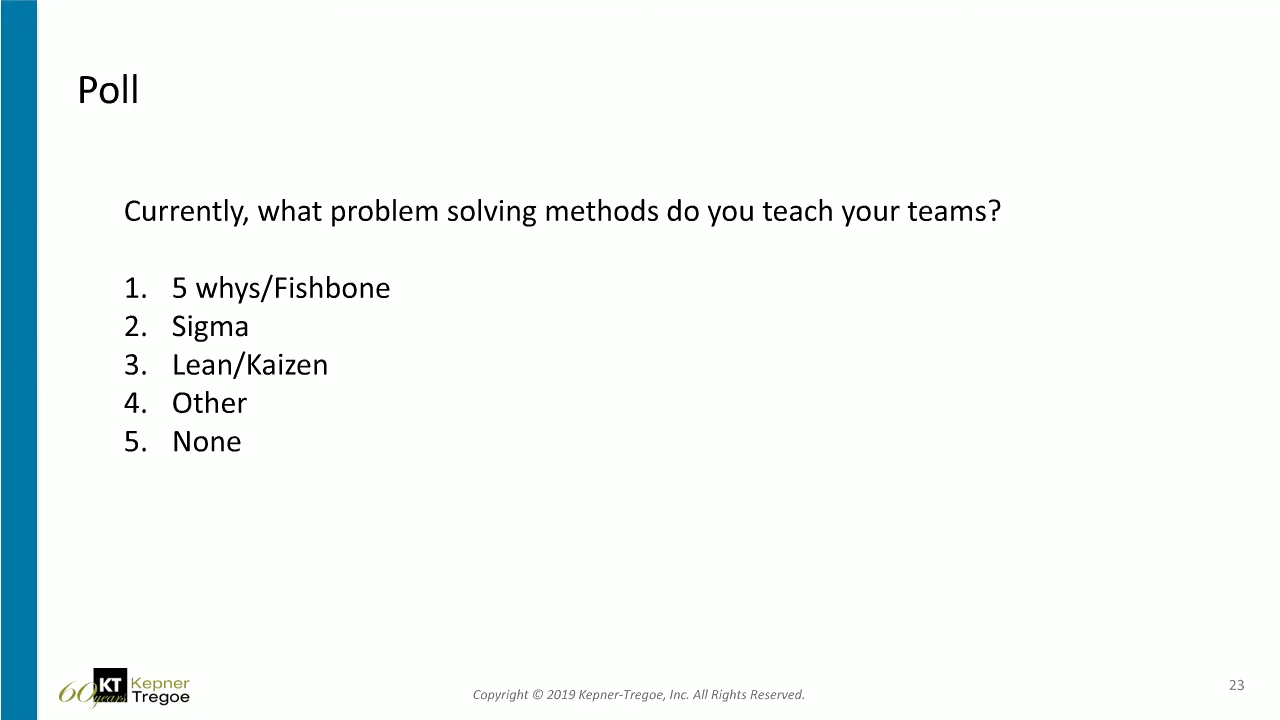 Poll
Currently, what problem solving methods do you teach your teams?
1. 5 whys/Fishbone
2. Sigma
3. Lean/Kaizen
4. Other
5. None
60 years
KT
Kepner
Tregoe
Copyright © 2019 Kepner-Tregoe, Inc. All Rights Reserved.
23